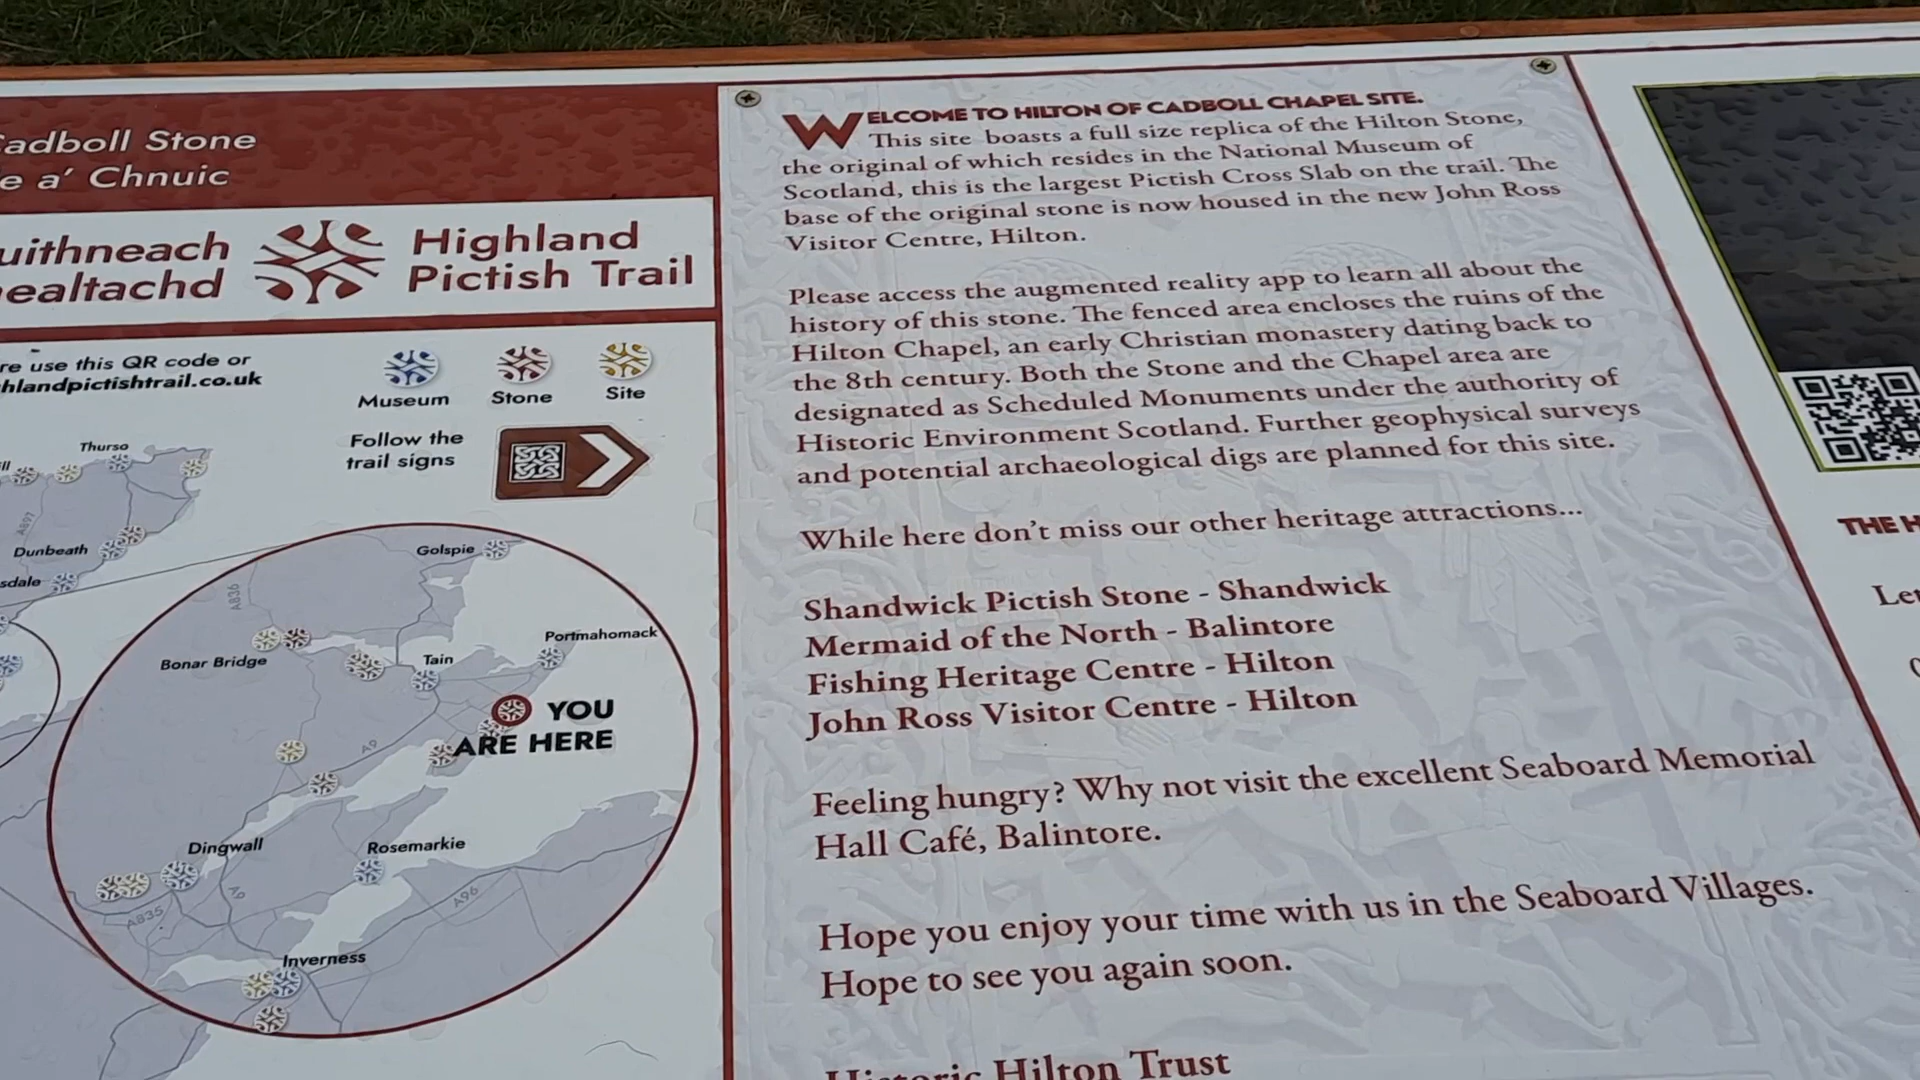 adboll Stone
e a' Chnuic
uithneach
ealtachd
Highland
Pictish Trail
re use this QR code or
hlandpictishtrail.co.uk
Museum
Stone
Site
Follow the
trail signs
Thurso
Dunbeath
sdale
A897
Golspie
A836
Bonar Bridge
Portmahomack
Tain
YOU
ARE HERE
A9
Dingwall
Rosemarkie
A835
A9
A96
Inverness
WELCOME TO HILTON OF CADBOLL CHAPEL SITE.
This site boasts a full size replica of the Hilton Stone,
the original of which resides in the National Museum of
Scotland, this is the largest Pictish Cross Slab on the trail. The
base of the original stone is now housed in the new John Ross
Visitor Centre, Hilton.
Please access the augmented reality app to learn all about the
history of this stone. The fenced area encloses the ruins of the
Hilton Chapel, an early Christian monastery dating back to
the 8th century. Both the Stone and the Chapel area are
designated as Scheduled Monuments under the authority of
Historic Environment Scotland. Further geophysical surveys
and potential archaeological digs are planned for this site.
While here don't miss our other heritage attractions...
Shandwick Pictish Stone - Shandwick
Mermaid of the North - Balintore
Fishing Heritage Centre - Hilton
John Ross Visitor Centre - Hilton
Feeling hungry? Why not visit the excellent Seaboard Memorial
Hall Café, Balintore.
Hope you enjoy your time with us in the Seaboard Villages.
Hope to see you again soon.
Historic Hilton Trust
THE H
Let